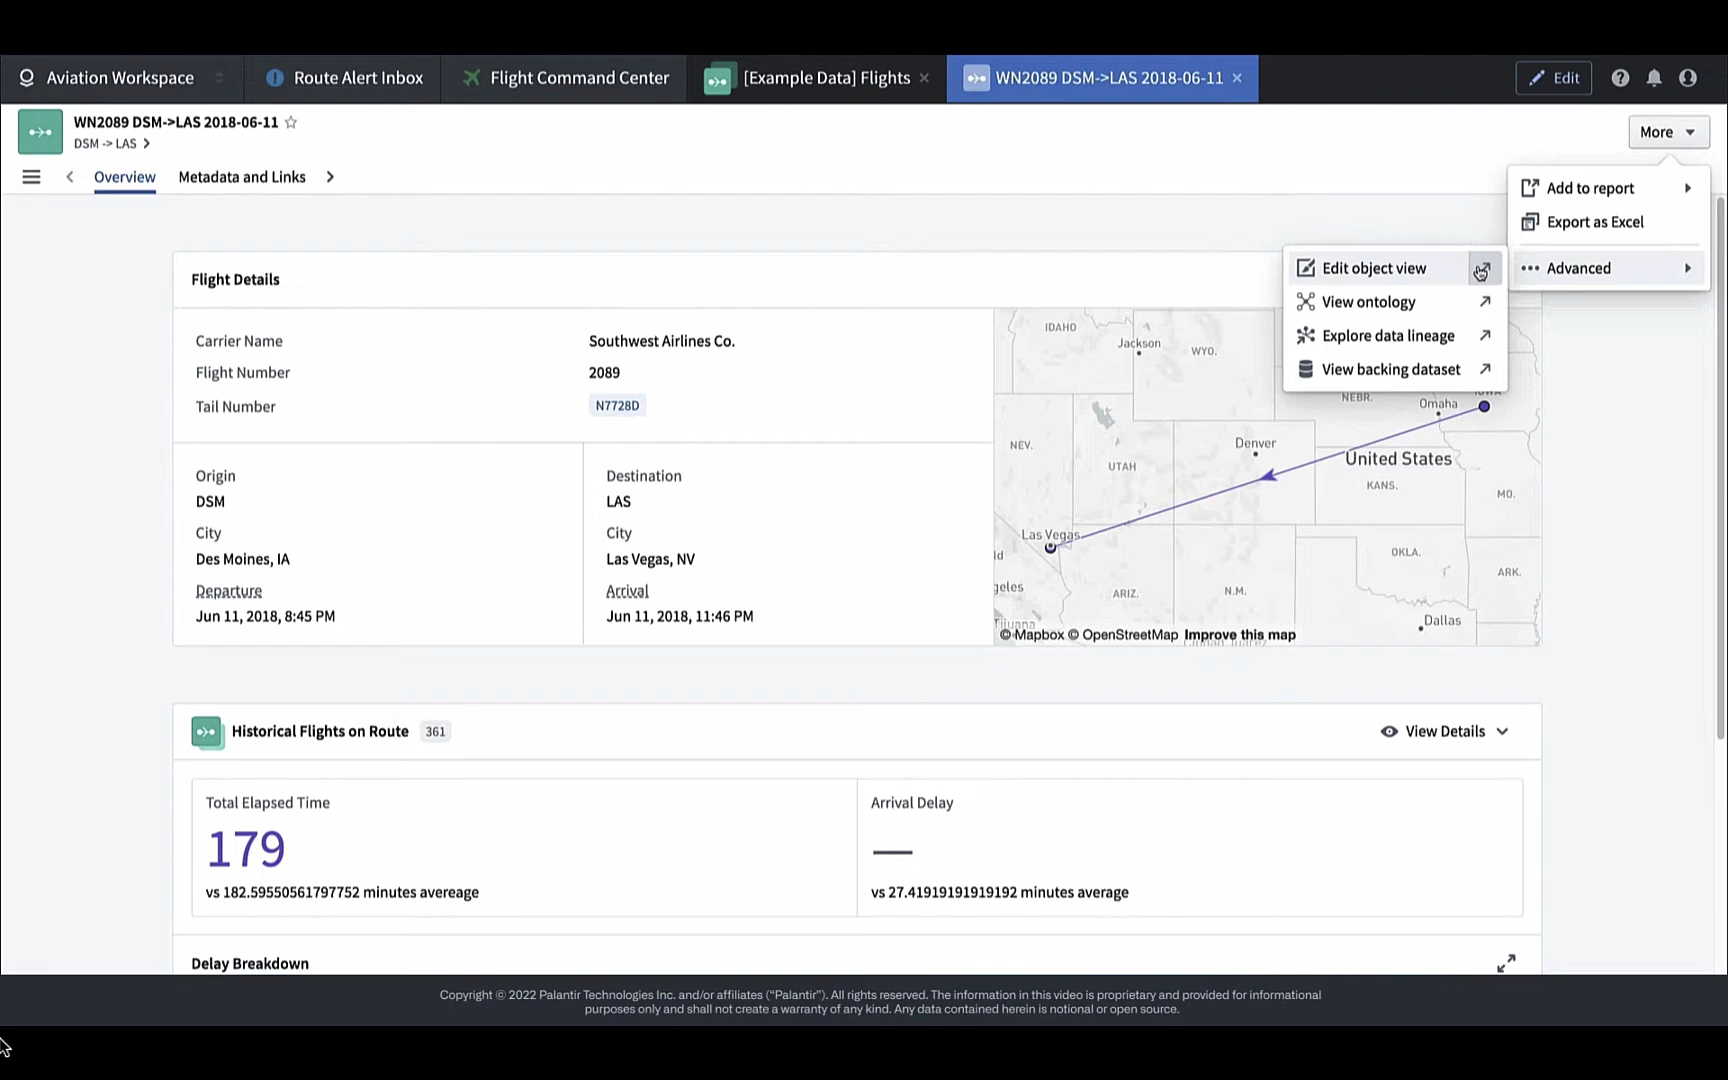 Aviation Workspace
Route Alert Inbox
Flight Command Center
[Example Data] Flights
WN2089 DSM->LAS 2018-06-11
Edit
WN2089 DSM->LAS 2018-06-11
DSM -> LAS
More
Overview
Metadata and Links
Add to report
Export as Excel
Advanced
Edit object view
View ontology
Explore data lineage
View backing dataset
Flight Details
Carrier Name
Southwest Airlines Co.
Flight Number
2089
Tail Number
N7728D
Origin
DSM
City
Des Moines, IA
Departure
Jun 11, 2018, 8:45 PM
Destination
LAS
City
Las Vegas, NV
Arrival
Jun 11, 2018, 11:46 PM
IDAHO
Jackson
WYO.
NEBR.
IOWA
Omaha
NEV.
UTAH
Denver
United States
KANS.
MO.
Las Vegas
ld
geles
ARIZ.
N.M.
OKLA.
ARK.
Dallas
Tijuana
© Mapbox © OpenStreetMap Improve this map
Historical Flights on Route 361
View Details
Total Elapsed Time
179
vs 182.59550561797752 minutes avereage
Arrival Delay
—
vs 27.41919191919192 minutes average
Delay Breakdown
Copyright © 2022 Palantir Technologies Inc. and/or affiliates (“Palantir”). All rights reserved. The information in this video is proprietary and provided for informational
purposes only and shall not create a warranty of any kind. Any data contained herein is notional or open source.